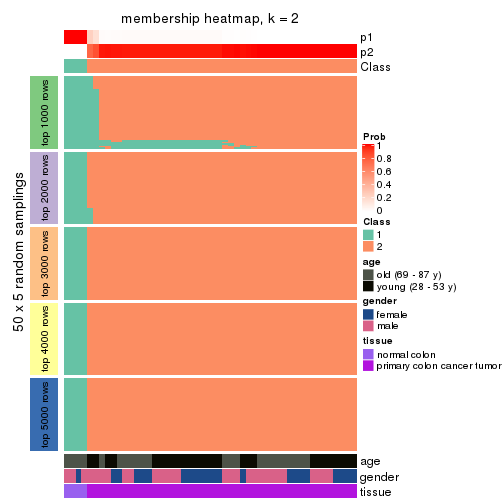 membership heatmap, k = 2
p1
p2
Class
50 x 5 random samplings
top 1000 rows
top 2000 rows
top 3000 rows
top 4000 rows
top 5000 rows
Prob
1
0.8
0.6
0.4
0.2
0
Class
1
2
age
old (69 - 87 y)
young (28 - 53 y)
gender
female
male
tissue
normal colon
primary colon cancer tumor
age
gender
tissue